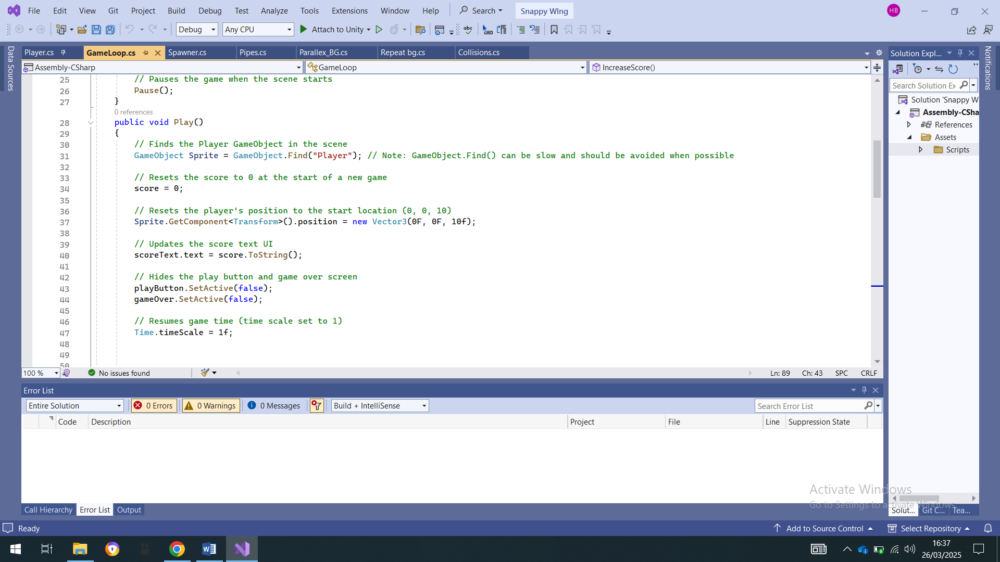 File Edit View Git Project Build Debug Test Analyze Tools Extensions Window Help Search Snappy WIng HB
Debug Any CPU Attach to Unity abc
Data Sources
Player.cs GameLoop.cs Spawner.cs Pipes.cs Parallex_BG.cs Repeat bg.cs Collisions.cs
Assembly-CSharp GameLoop IncreaseScore()
25 // Pauses the game when the scene starts
26 Pause();
27 }
0 references
28 public void Play()
29 {
30 // Finds the Player GameObject in the scene
31 GameObject Sprite = GameObject.Find("Player"); // Note: GameObject.Find() can be slow and should be avoided when possible
32
33 // Resets the score to 0 at the start of a new game
34 score = 0;
35
36 // Resets the player's position to the start location (0, 0, 10)
37 Sprite.GetComponent<Transform>().position = new Vector3(0F, 0F, 10f);
38
39 // Updates the score text UI
40 scoreText.text = score.ToString();
41
42 // Hides the play button and game over screen
43 playButton.SetActive(false);
44 gameOver.SetActive(false);
45
46 // Resumes game time (time scale set to 1)
47 Time.timeScale = 1f;
48
49
50
100 % No issues found Ln: 89 Ch: 43 SPC CRLF
Error List
Entire Solution 0 Errors 0 Warnings 0 Messages Build + IntelliSense Search Error List
Code Description Project File Line Suppression State
Call Hierarchy Error List Output
Solution Expl...
Search Solution Ex
Solution 'Snappy W
Assembly-CSha
References
Assets
Scripts
Notifications
Activate Windows
Go to Settings to activate Windows.
Solut... Git C... Tea...
Ready Add to Source Control Select Repository
16:37
26/03/2025